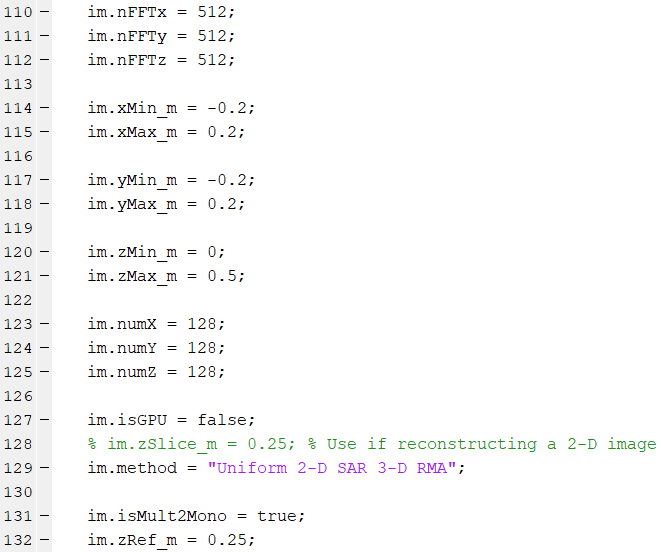 110 –    im.nFFTx = 512;
111 –    im.nFFTy = 512;
112 –    im.nFFTz = 512;
113
114 –    im.xMin_m = -0.2;
115 –    im.xMax_m = 0.2;
116
117 –    im.yMin_m = -0.2;
118 –    im.yMax_m = 0.2;
119
120 –    im.zMin_m = 0;
121 –    im.zMax_m = 0.5;
122
123 –    im.numX = 128;
124 –    im.numY = 128;
125 –    im.numZ = 128;
126
127 –    im.isGPU = false;
128      % im.zSlice_m = 0.25; % Use if reconstructing a 2-D image
129 –    im.method = "Uniform 2-D SAR 3-D RMA";
130
131 –    im.isMult2Mono = true;
132 –    im.zRef_m = 0.25;